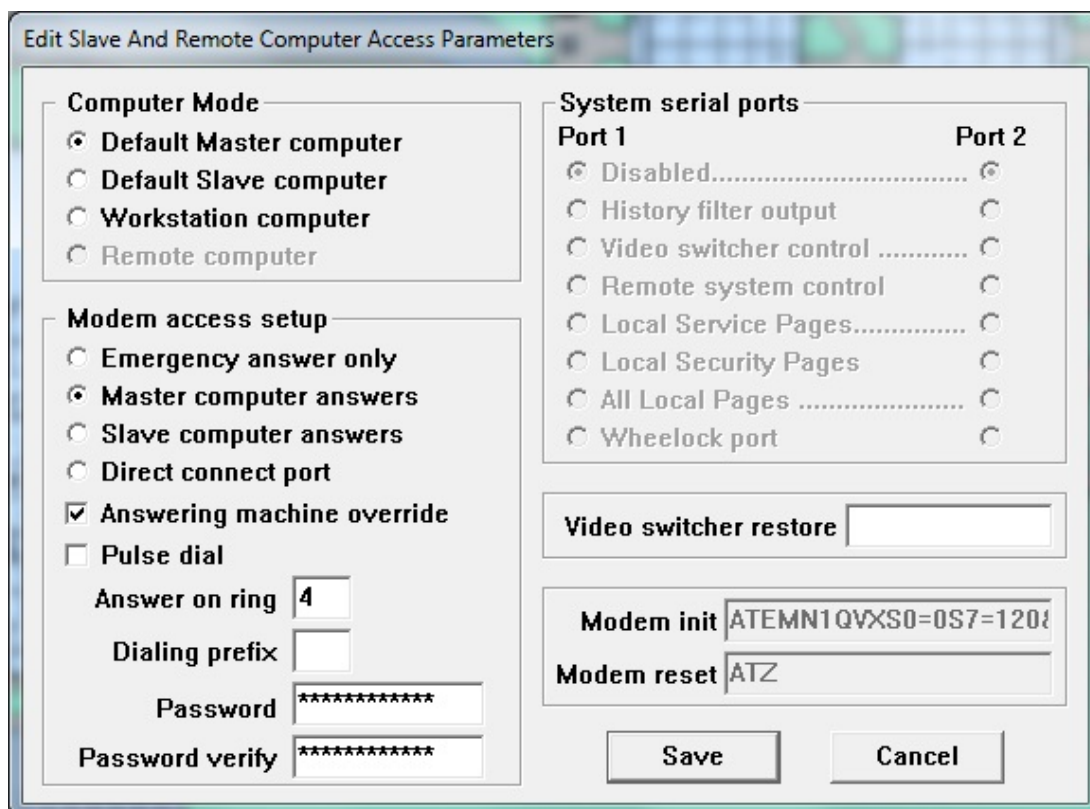 Edit Slave And Remote Computer Access Parameters
Computer Mode
Default Master computer
Default Slave computer
Workstation computer
Remote computer
Modem access setup
Emergency answer only
Master computer answers
Slave computer answers
Direct connect port
Answering machine override
Pulse dial
Answer on ring 4
Dialing prefix
Password ************
Password verify ************
System serial ports
Port 1 Port 2
Disabled..................................
History filter output
Video switcher control ............
Remote system control
Local Service Pages...............
Local Security Pages
All Local Pages ......................
Wheelock port
Video switcher restore
Modem init ATEMN1QVXS0=0S7=120&
Modem reset ATZ
Save Cancel